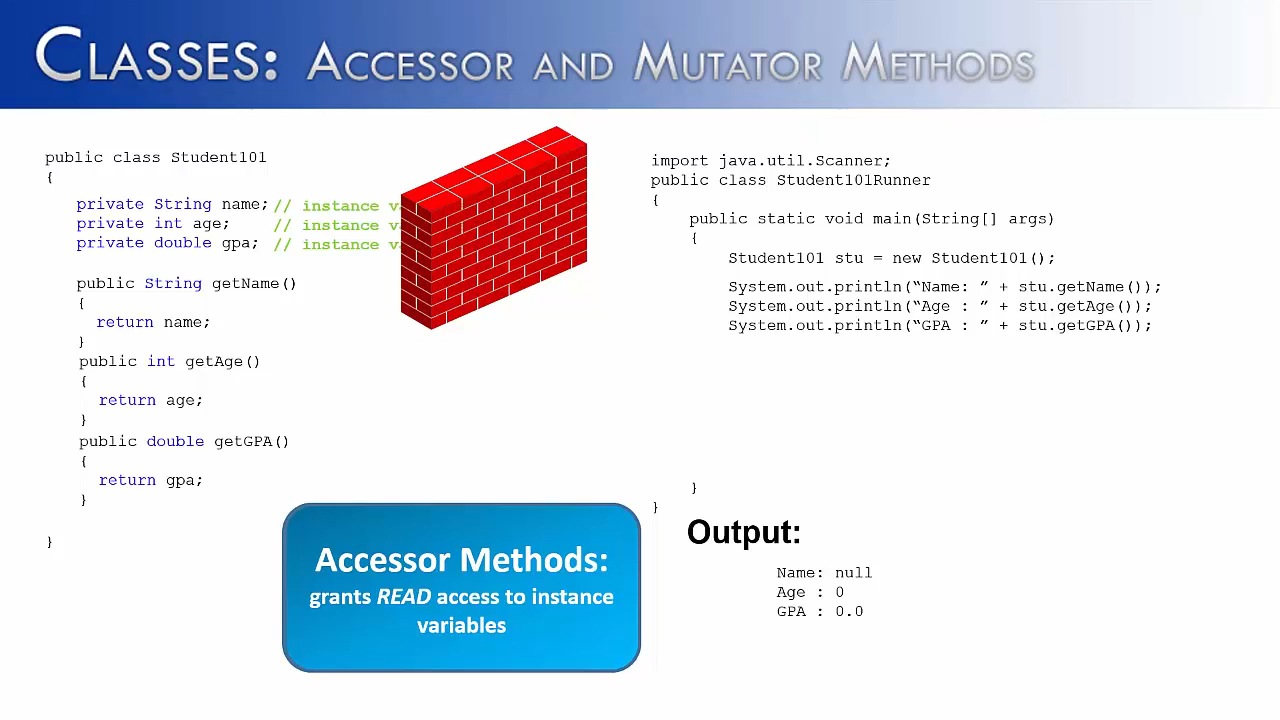 CLASSES: ACCESSOR AND MUTATOR METHODS
public class Student101
{
private String name; // instance va
private int age; // instance va
private double gpa; // instance va
public String getName()
{
return name;
}
public int getAge()
{
return age;
}
public double getGPA()
{
return gpa;
}
}
Accessor Methods:
grants READ access to instance
variables
import java.util.Scanner;
public class Student101Runner
{
public static void main(String[] args)
{
Student101 stu = new Student101();
System.out.println(“Name: ” + stu.getName());
System.out.println(“Age : ” + stu.getAge());
System.out.println(“GPA : ” + stu.getGPA());
}
}
Output:
Name: null
Age : 0
GPA : 0.0